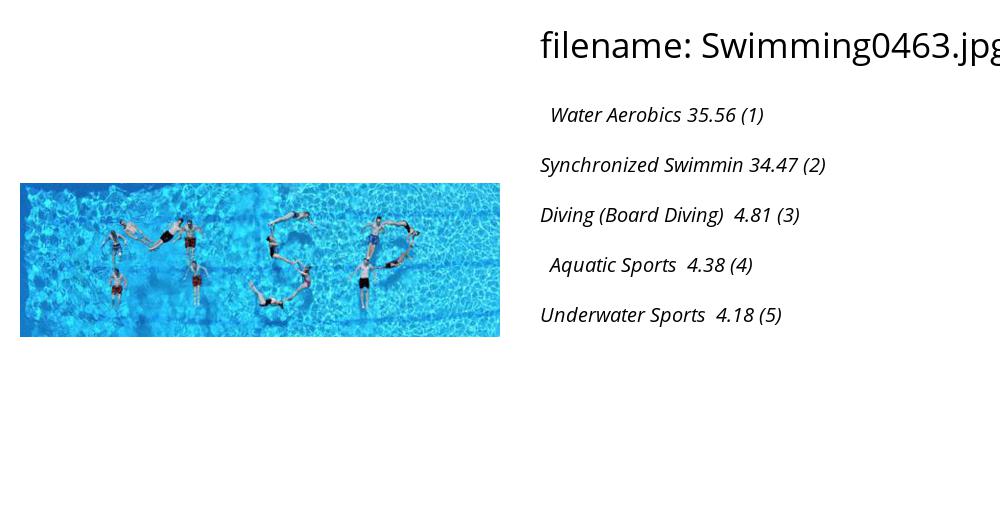 filename: Swimming0463.jpg
Water Aerobics 35.56 (1)
Synchronized Swimmin 34.47 (2)
Diving (Board Diving) 4.81 (3)
Aquatic Sports 4.38 (4)
Underwater Sports 4.18 (5)
MSP